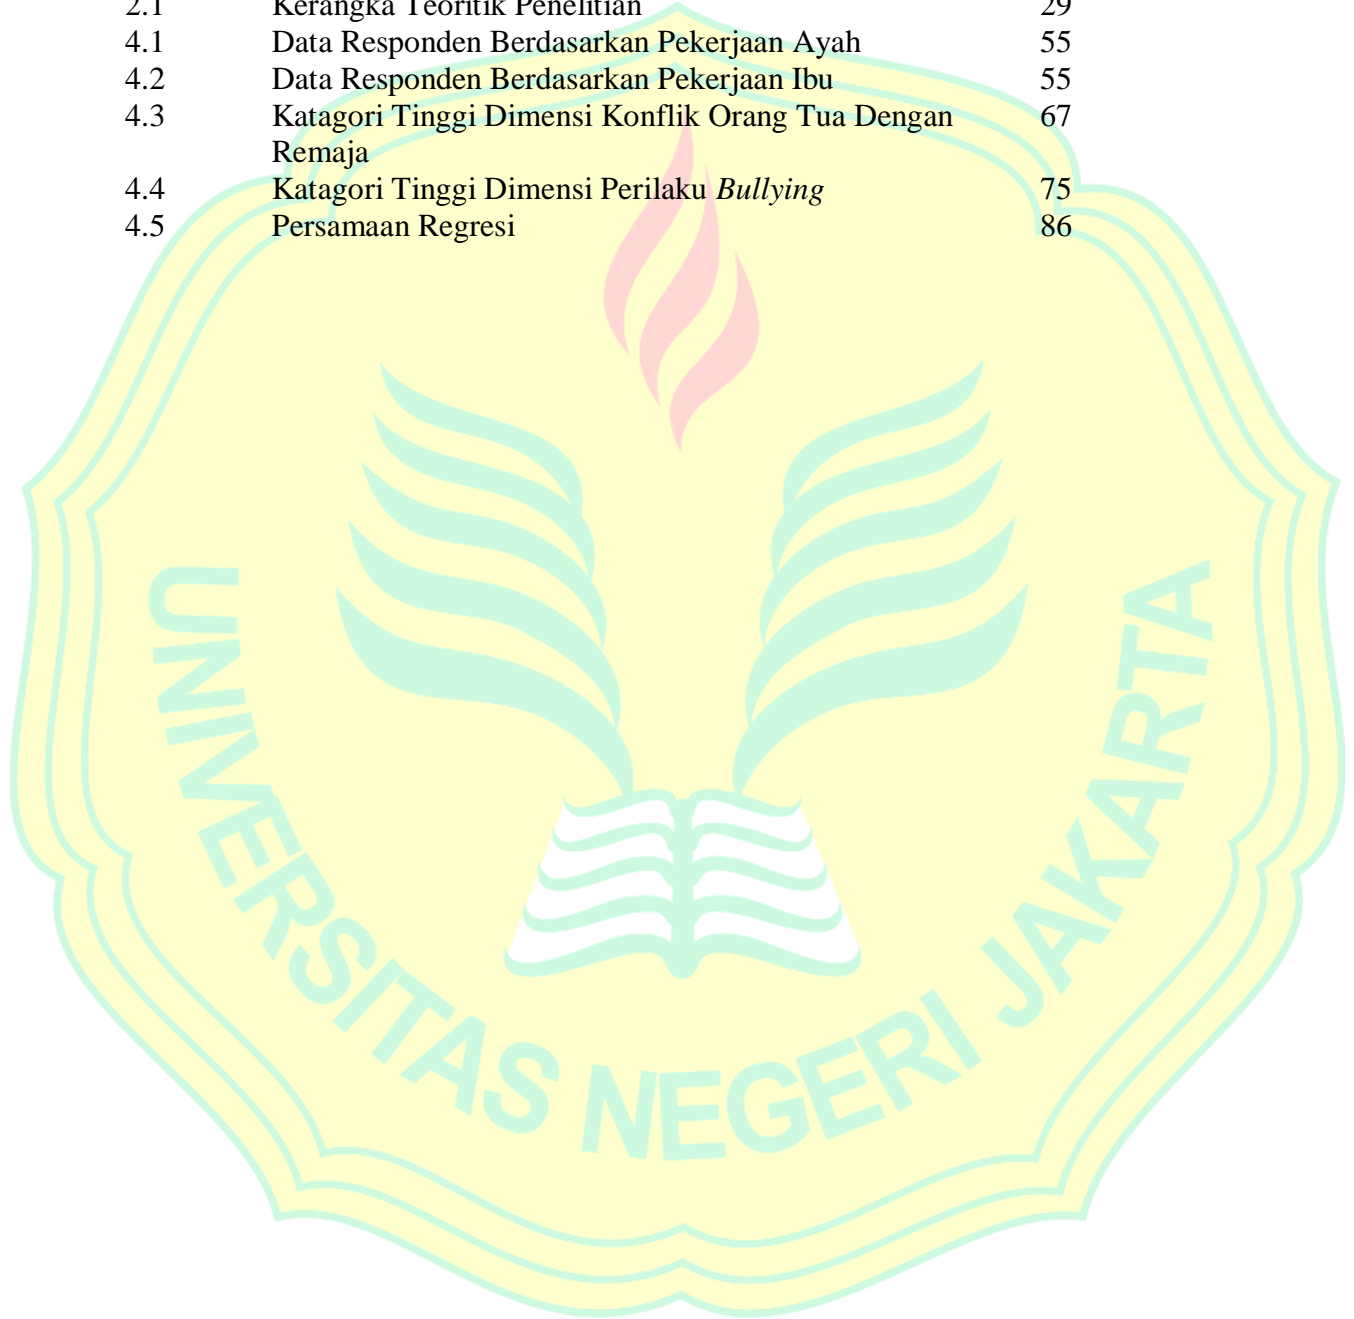 2.1 Kerangka Teoritik Penelitian 29
4.1 Data Responden Berdasarkan Pekerjaan Ayah 55
4.2 Data Responden Berdasarkan Pekerjaan Ibu 55
4.3 Katagori Tinggi Dimensi Konflik Orang Tua Dengan 67
Remaja
4.4 Katagori Tinggi Dimensi Perilaku Bullying 75
4.5 Persamaan Regresi 86
UNIVERSITAS NEGERI JAKARTA